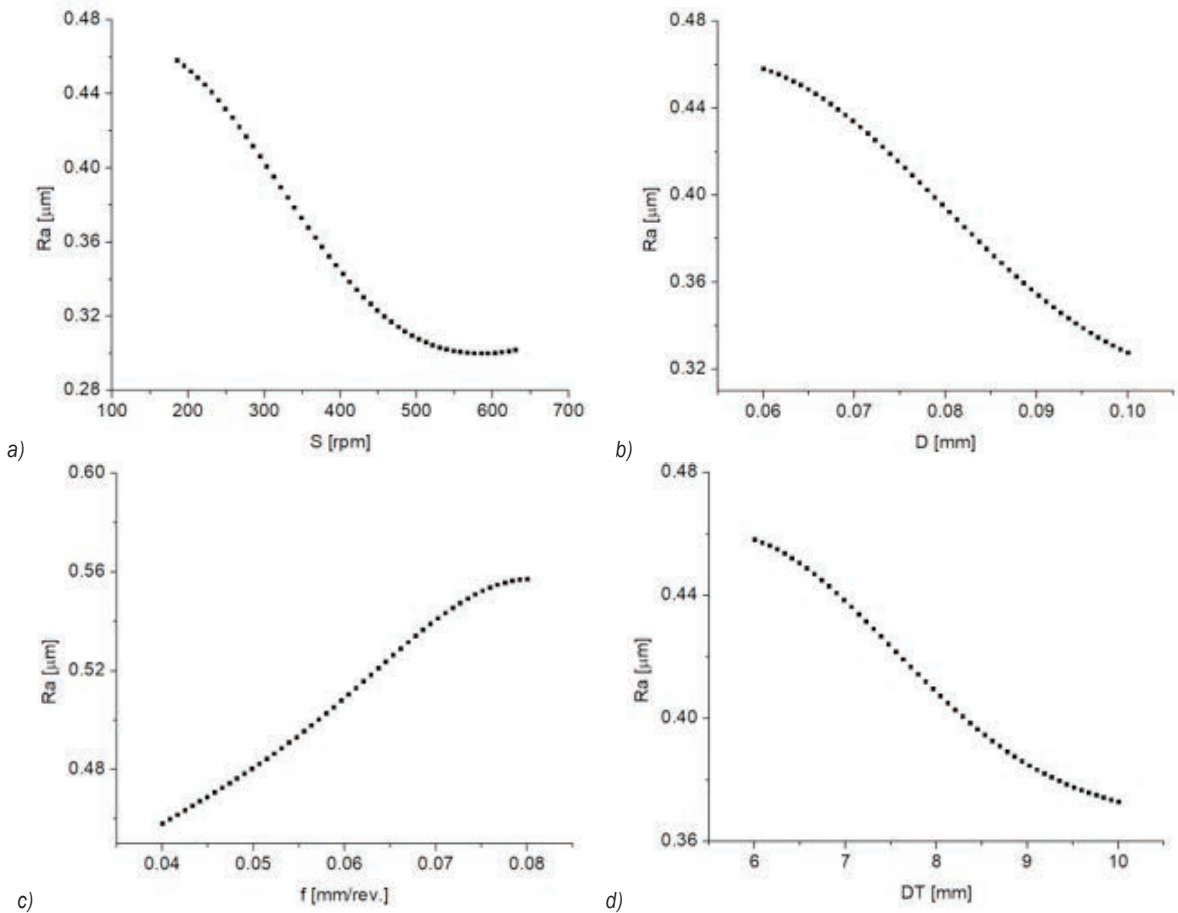 0.48
0.44
0.40
0.36
0.32
0.28
Ra [μm]
100 200 300 400 500 600 700
S [rpm]
a)
0.48
0.44
0.40
0.36
0.32
Ra [μm]
0.06 0.07 0.08 0.09 0.10
D [mm]
b)
0.60
0.56
0.52
0.48
Ra [μm]
0.04 0.05 0.06 0.07 0.08
f [mm/rev.]
c)
0.48
0.44
0.40
0.36
Ra [μm]
6 7 8 9 10
DT [mm]
d)